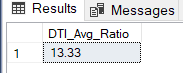 Results Messages
DTI_Avg_Ratio
1 13.33